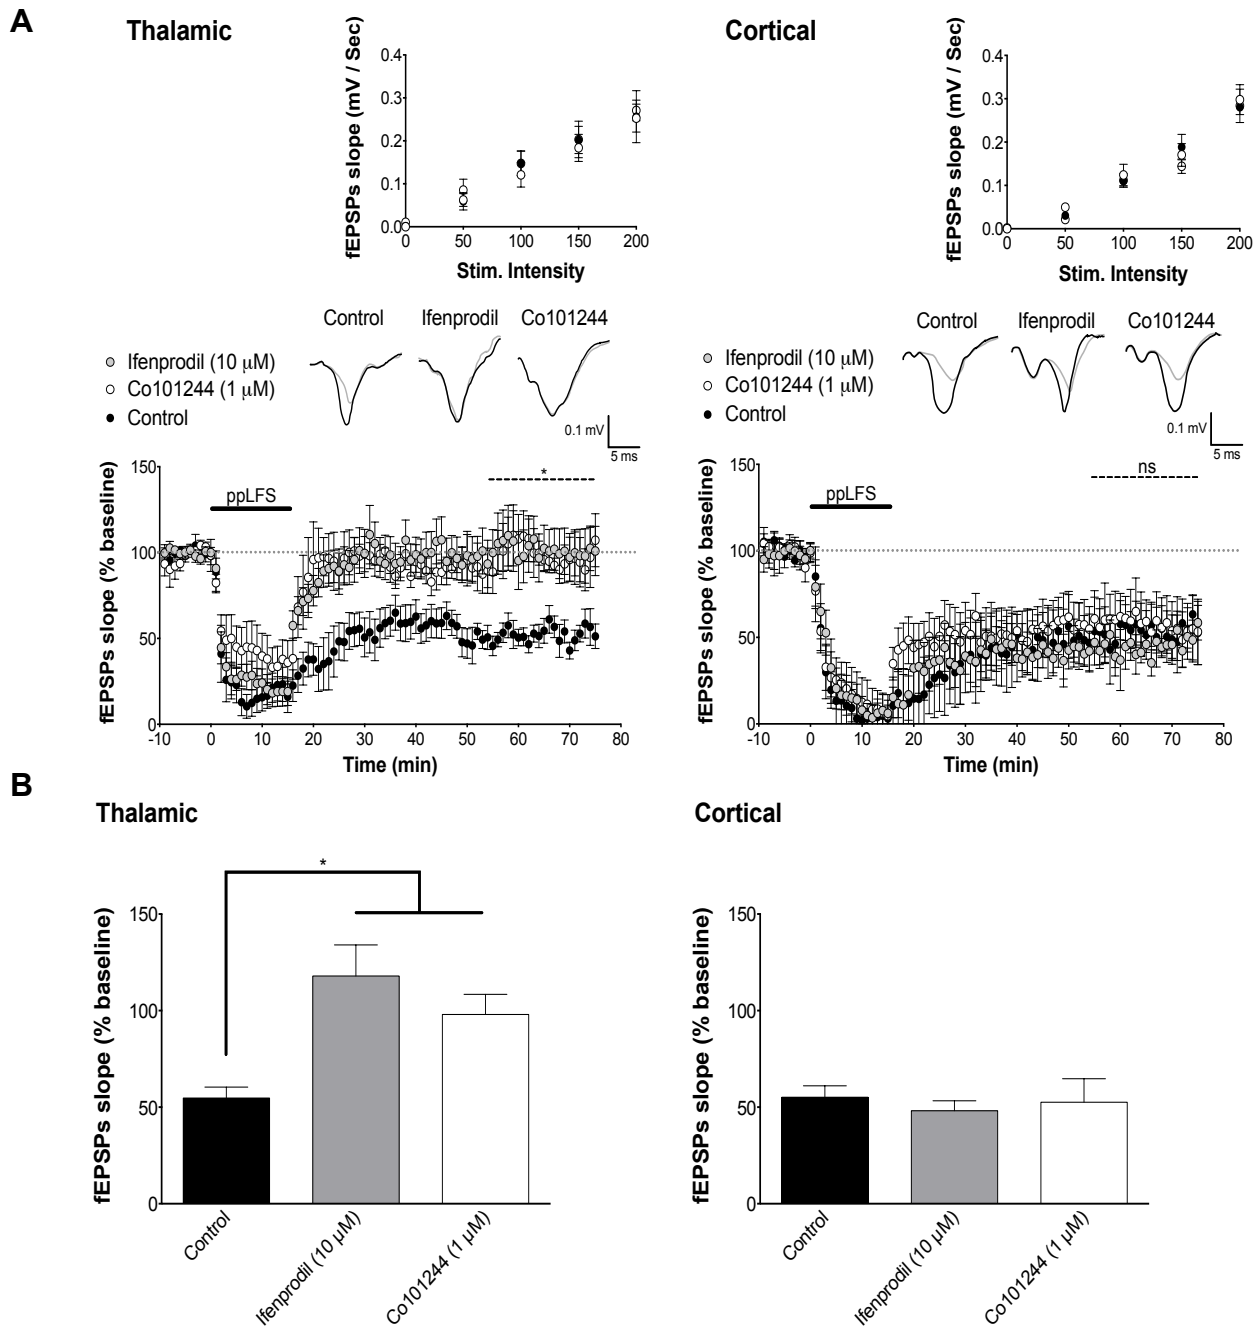 A
Thalamic
Cortical
fEPSPs slope (mV / Sec)
0.4
0.3
0.2
0.1
0.0
0
50
100
150
200
Stim. Intensity
fEPSPs slope (mV / Sec)
0.4
0.3
0.2
0.1
0.0
0
50
100
150
200
Stim. Intensity
Control
Ifenprodil
Co101244
Ifenprodil (10 μM)
Co101244 (1 μM)
Control
0.1 mV
5 ms
Control
Ifenprodil
Co101244
Ifenprodil (10 μM)
Co101244 (1 μM)
Control
0.1 mV
5 ms
fEPSPs slope (% baseline)
150
100
50
0
ppLFS
*
-10
0
10
20
30
40
50
60
70
80
Time (min)
fEPSPs slope (% baseline)
150
100
50
0
ppLFS
ns
-10
0
10
20
30
40
50
60
70
80
Time (min)
B
Thalamic
Cortical
fEPSPs slope (% baseline)
150
100
50
0
*
Control
Ifenprodil (10 µM)
Co101244 (1 µM)
fEPSPs slope (% baseline)
150
100
50
0
Control
Ifenprodil (10 µM)
Co101244 (1 µM)